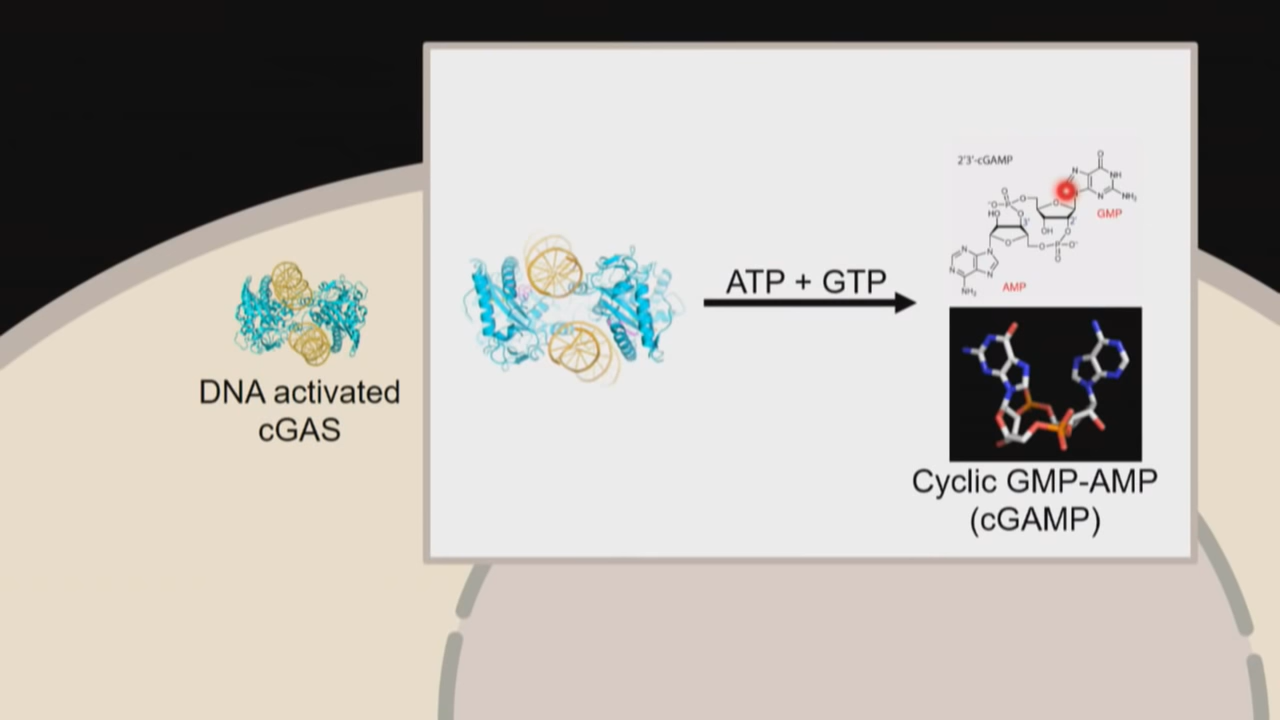 DNA activated
cGAS
ATP + GTP
2'3'-cGAMP
GMP
AMP
Cyclic GMP-AMP
(cGAMP)